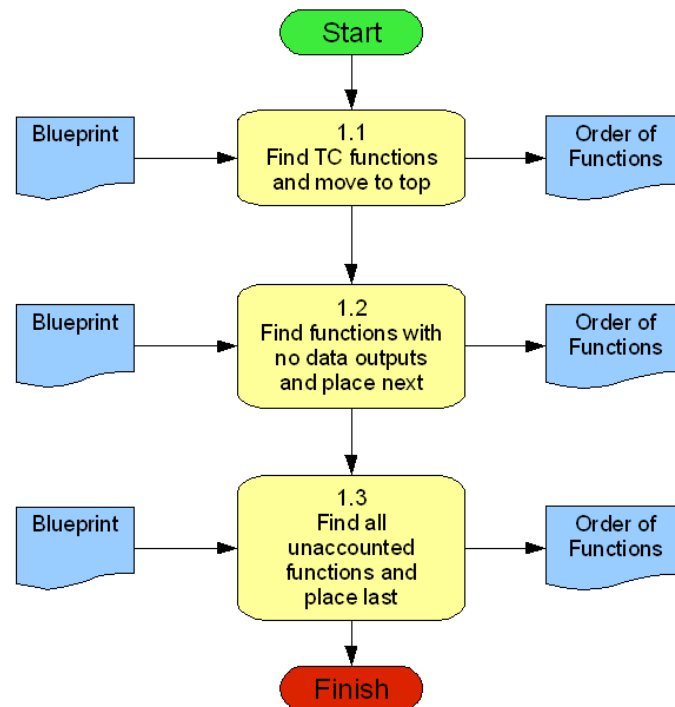 Start
Blueprint
1.1
Find TC functions
and move to top
Order of
Functions
Blueprint
1.2
Find functions with
no data outputs
and place next
Order of
Functions
Blueprint
1.3
Find all
unaccounted
functions and
place last
Order of
Functions
Finish